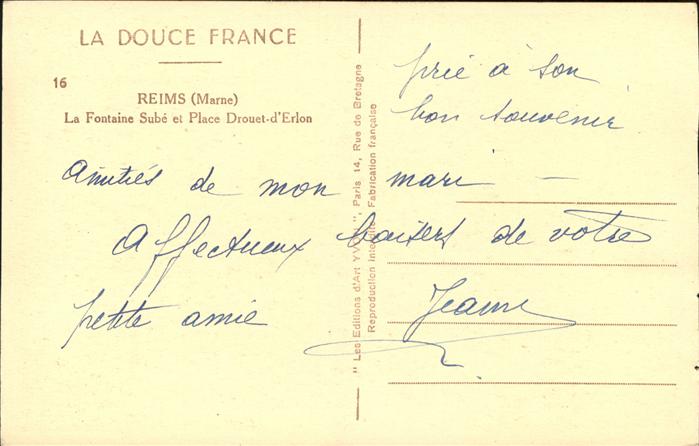 LA DOUCE FRANCE
16
REIMS (Marne)
La Fontaine Subé et Place Drouet-d'Erlon
prié à son
bon souvenir
Amitiés de mon mari —
Affectueux baisers de votre
petite amie Jeanne
"Les Editions d'Art YVON", Paris 14, Rue de Bretagne
Reproduction interdite Fabrication française